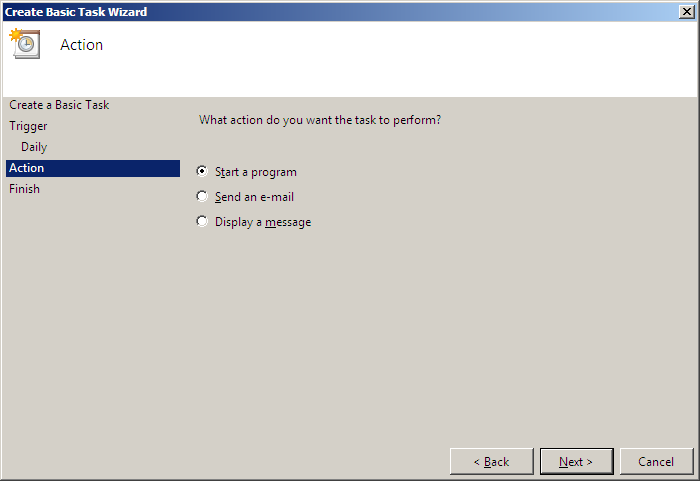 Create Basic Task Wizard
Action
Create a Basic Task
Trigger
Daily
Action
Finish
What action do you want the task to perform?
Start a program
Send an e-mail
Display a message
< Back
Next >
Cancel